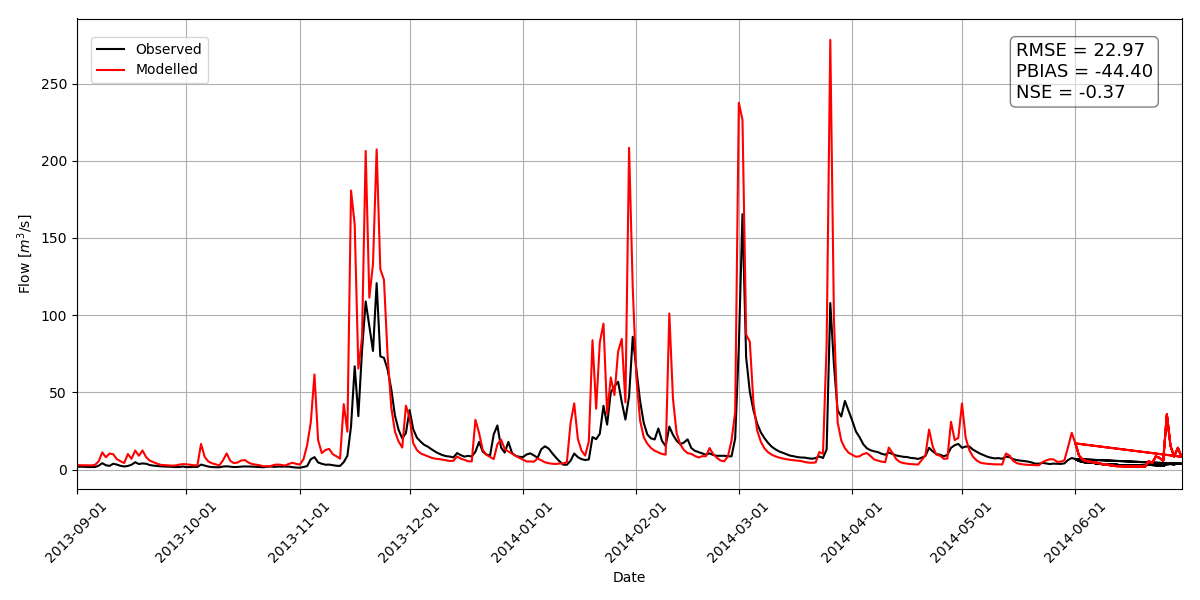 Observed
Modelled
RMSE = 22.97
PBIAS = -44.40
NSE = -0.37
250
200
150
100
50
0
Flow [m³/s]
2013-09-01
2013-10-01
2013-11-01
2013-12-01
2014-01-01
2014-02-01
2014-03-01
2014-04-01
2014-05-01
2014-06-01
Date